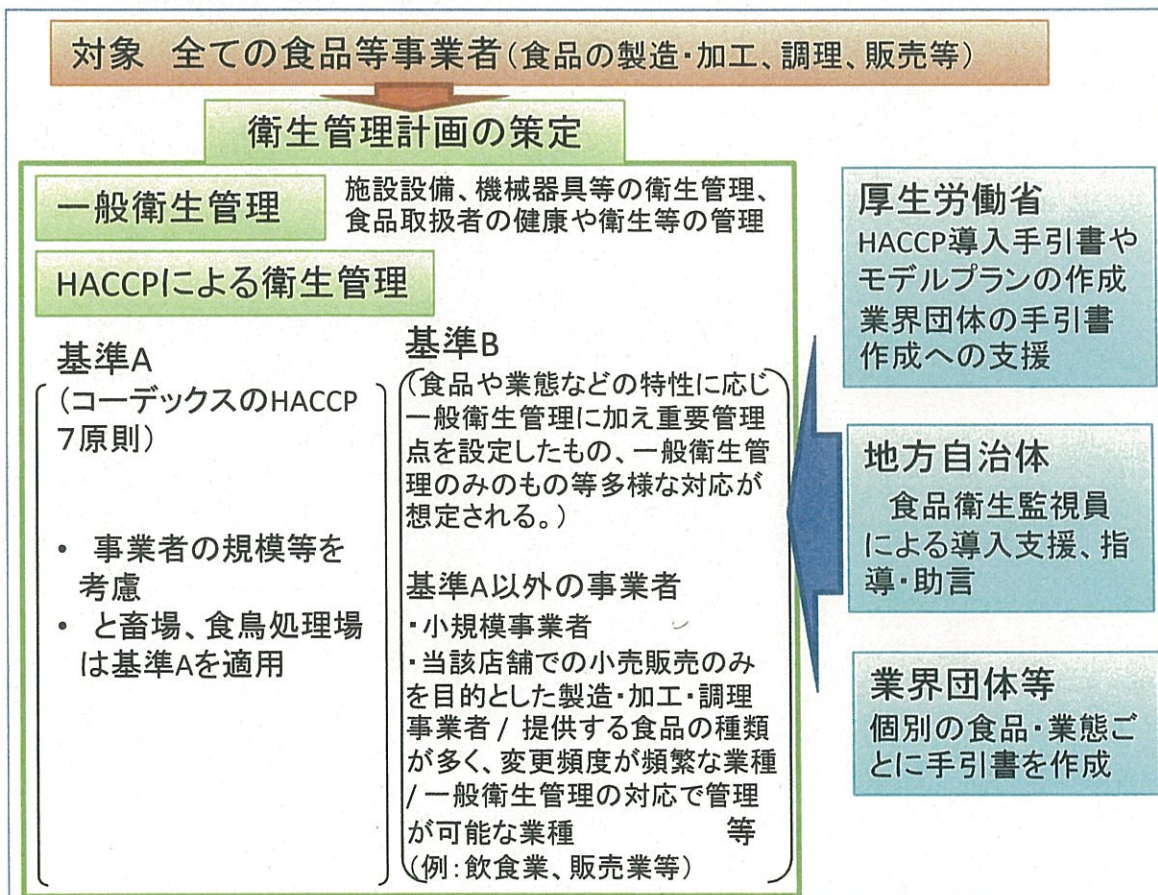 対象 全ての食品等事業者(食品の製造・加工、調理、販売等)
衛生管理計画の策定
一般衛生管理
施設設備、機械器具等の衛生管理、
食品取扱者の健康や衛生等の管理
HACCPによる衛生管理
基準A
(コーデックスのHACCP
7原則)
• 事業者の規模等を
考慮
• と畜場、食鳥処理場
は基準Aを適用
基準B
(食品や業態などの特性に応じ
一般衛生管理に加え重要管理
点を設定したもの、一般衛生管
理のみのもの等多様な対応が
想定される。)
基準A以外の事業者
・小規模事業者
・当該店舗での小売販売のみ
を目的とした製造・加工・調理
事業者 / 提供する食品の種類
が多く、変更頻度が頻繁な業種
/ 一般衛生管理の対応で管理
が可能な業種 等
(例:飲食業、販売業等)
厚生労働省
HACCP導入手引書や
モデルプランの作成
業界団体の手引書
作成への支援
地方自治体
食品衛生監視員
による導入支援、指
導・助言
業界団体等
個別の食品・業態ご
とに手引書を作成